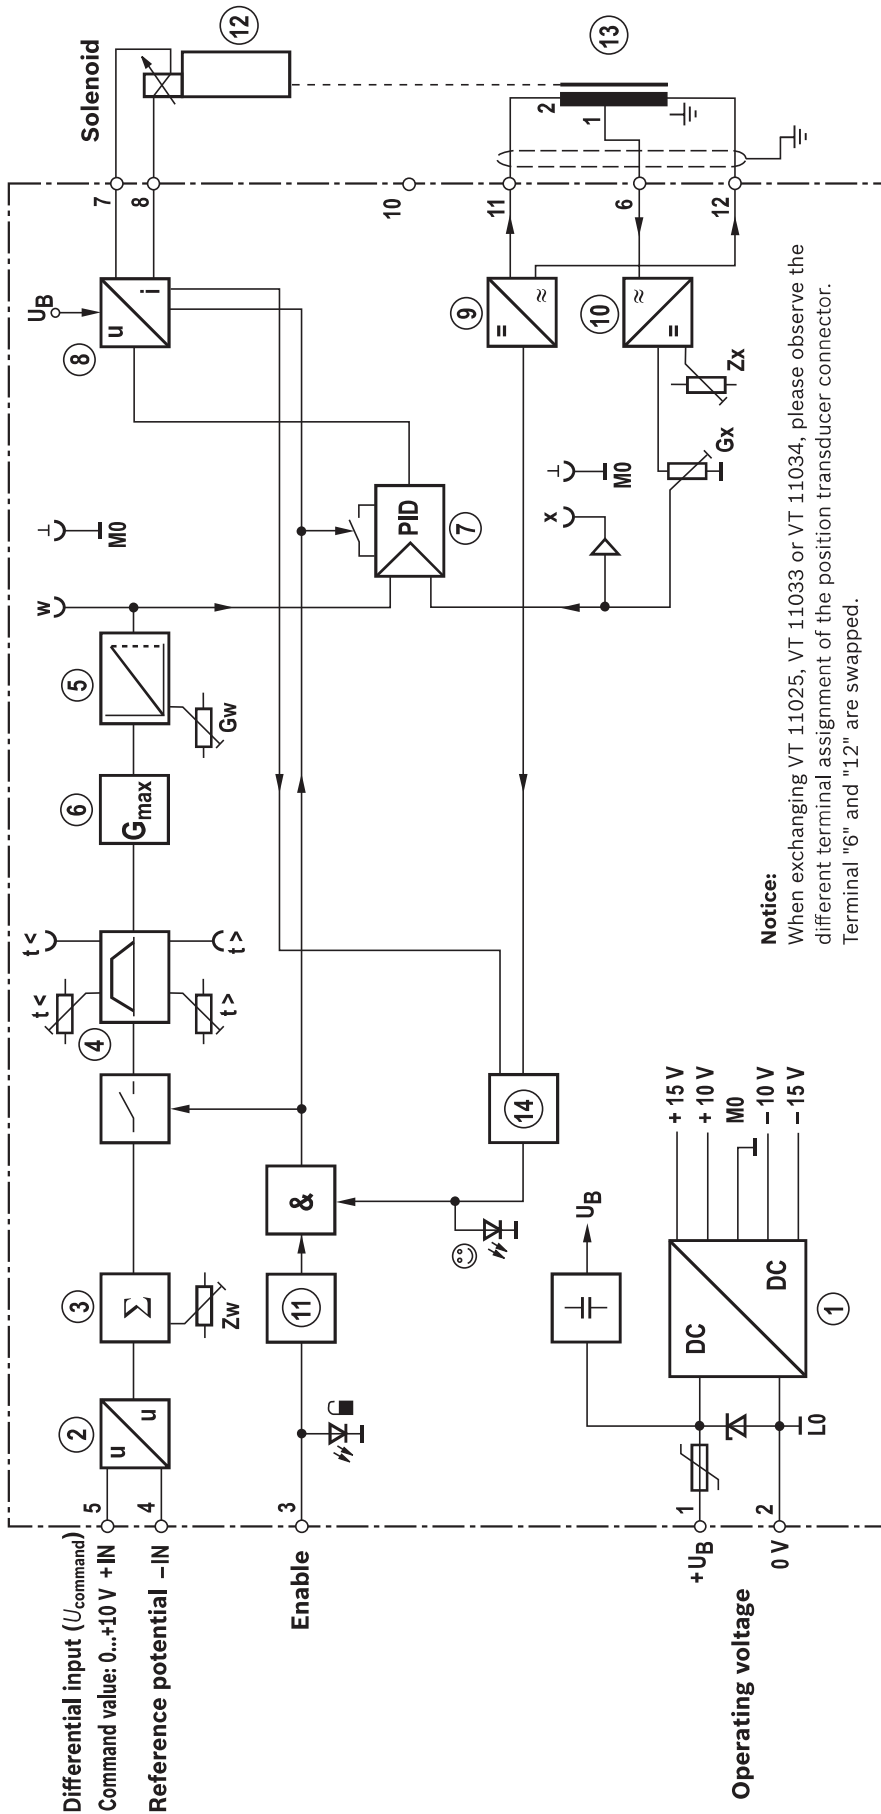 Differential input (Ucommand)
Command value: 0...+10 V +IN
Reference potential –IN
5
4
2
u
u
3
Σ
Zw
4
t <
t <
t >
t >
6
Gmax
5
Gw
w
⊥
M0
8
UB
u
i
7
8
Solenoid
12
Enable
3
11
&
PID
7
10
14
9
=
≈
10
≈
=
11
6
12
2
1
13
x
⊥
M0
Gx
Zx
Operating voltage
+UB
0 V
1
2
L0
UB
DC
DC
1
+ 15 V
+ 10 V
M0
– 10 V
– 15 V
Notice:
When exchanging VT 11025, VT 11033 or VT 11034, please observe the
different terminal assignment of the position transducer connector.
Terminal "6" and "12" are swapped.